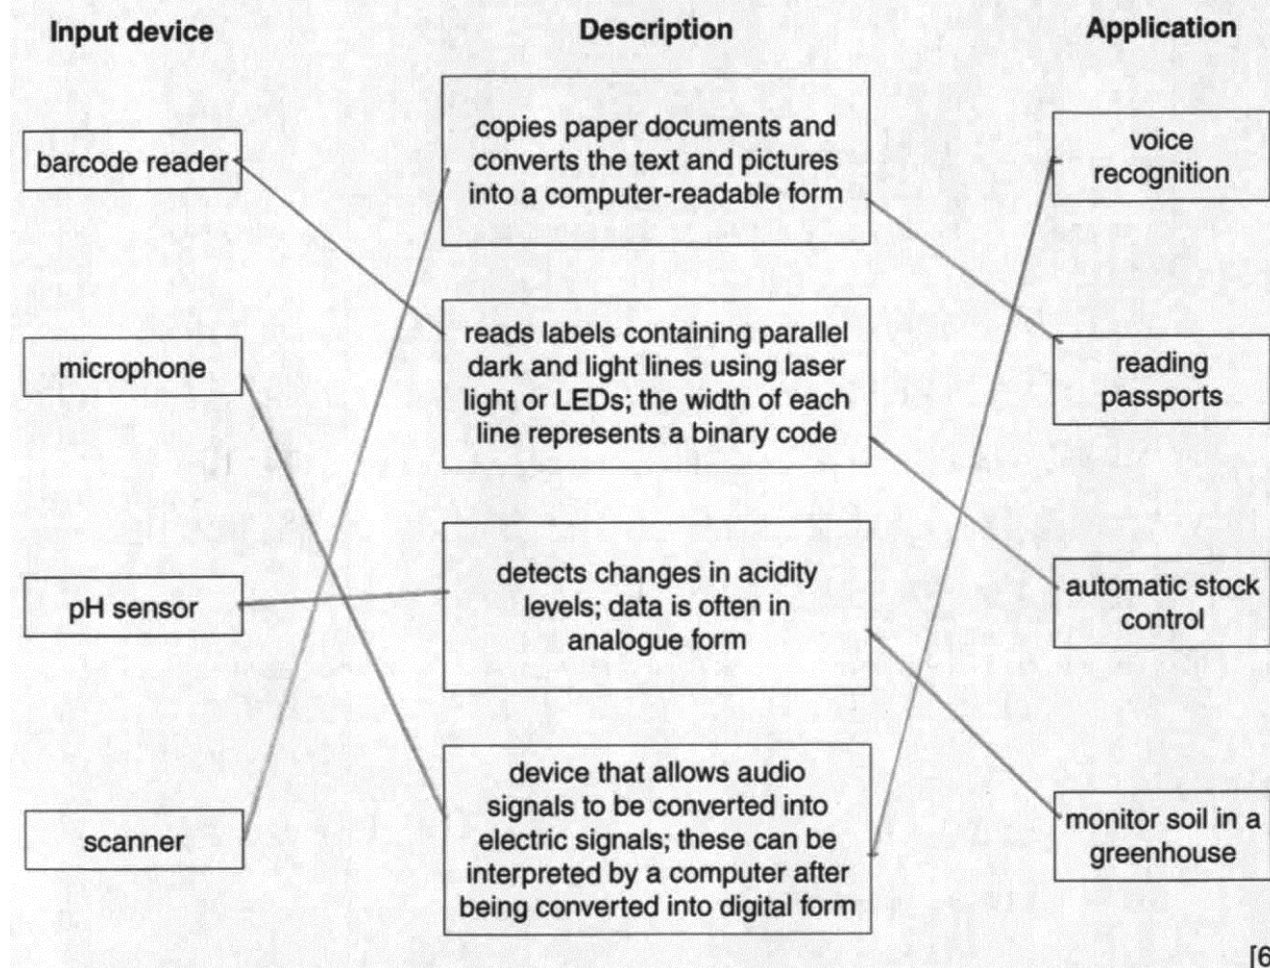 Input device
Description
Application
barcode reader
microphone
pH sensor
scanner
copies paper documents and
converts the text and pictures
into a computer-readable form
reads labels containing parallel
dark and light lines using laser
light or LEDs; the width of each
line represents a binary code
detects changes in acidity
levels; data is often in
analogue form
device that allows audio
signals to be converted into
electric signals; these can be
interpreted by a computer after
being converted into digital form
voice
recognition
reading
passports
automatic stock
control
monitor soil in a
greenhouse
[6